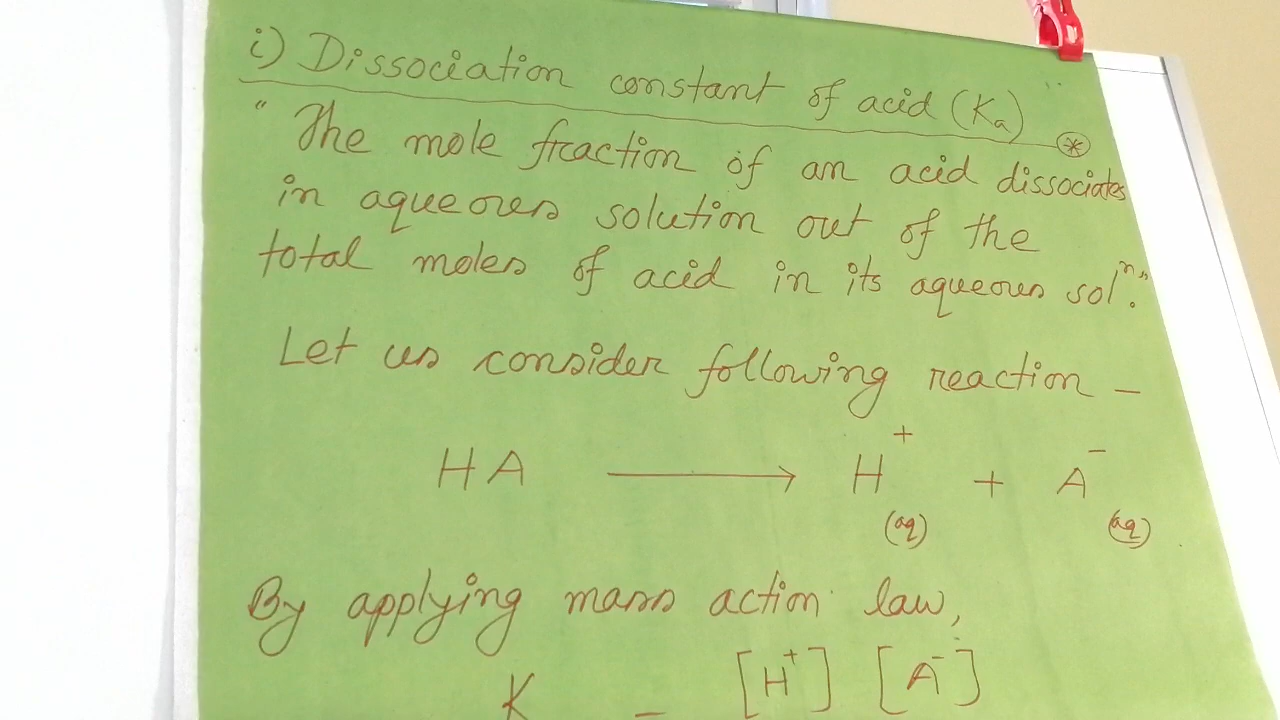 i) Dissociation constant of acid (Ka) *
"The mole fraction of an acid dissociates
in aqueous solution out of the
total moles of acid in its aqueous solⁿ."
Let us consider following reaction –
HA ⟶ H⁺(aq) + A⁻(aq)
By applying mass action law,
K = [H⁺] [A⁻]